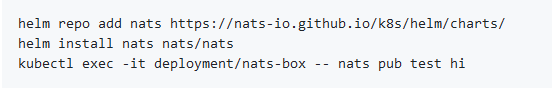 helm repo add nats https://nats-io.github.io/k8s/helm/charts/
helm install nats nats/nats
kubectl exec -it deployment/nats-box -- nats pub test hi